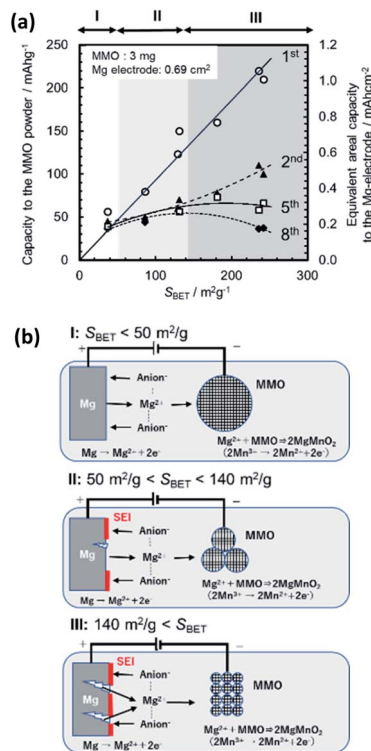 (a)
I II III
MMO : 3 mg
Mg electrode: 0.69 cm²
1st
2nd
5th
8th
250
200
150
100
50
0
Capacity to the MMO powder / mAhg⁻¹
1.2
1.0
0.8
0.6
0.4
0.2
0.0
Equivalent areal capacity
to the Mg-electrode / mAhcm⁻²
0 100 200 300
S_BET / m²g⁻¹
(b)
I: S_BET < 50 m²/g
+ −
Mg
Anion⁻
Mg²⁺
Anion⁻
MMO
Mg → Mg²⁺ + 2e⁻
Mg²⁺ + MMO ⇒ 2MgMnO₂
(2Mn³⁺ → 2Mn²⁺ + 2e⁻)
II: 50 m²/g < S_BET < 140 m²/g
+ −
SEI
Mg
Anion⁻
Mg²⁺
Anion⁻
MMO
Mg → Mg²⁺ + 2e⁻
Mg²⁺ + MMO ⇒ 2MgMnO₂
(2Mn³⁺ → 2Mn²⁺ + 2e⁻)
III: 140 m²/g < S_BET
+ −
SEI
Mg
Anion⁻
Mg²⁺
Anion⁻
MMO
Mg → Mg²⁺ + 2e⁻
Mg²⁺ + MMO ⇒ 2MgMnO₂
(2Mn³⁺ → 2Mn²⁺ + 2e⁻)